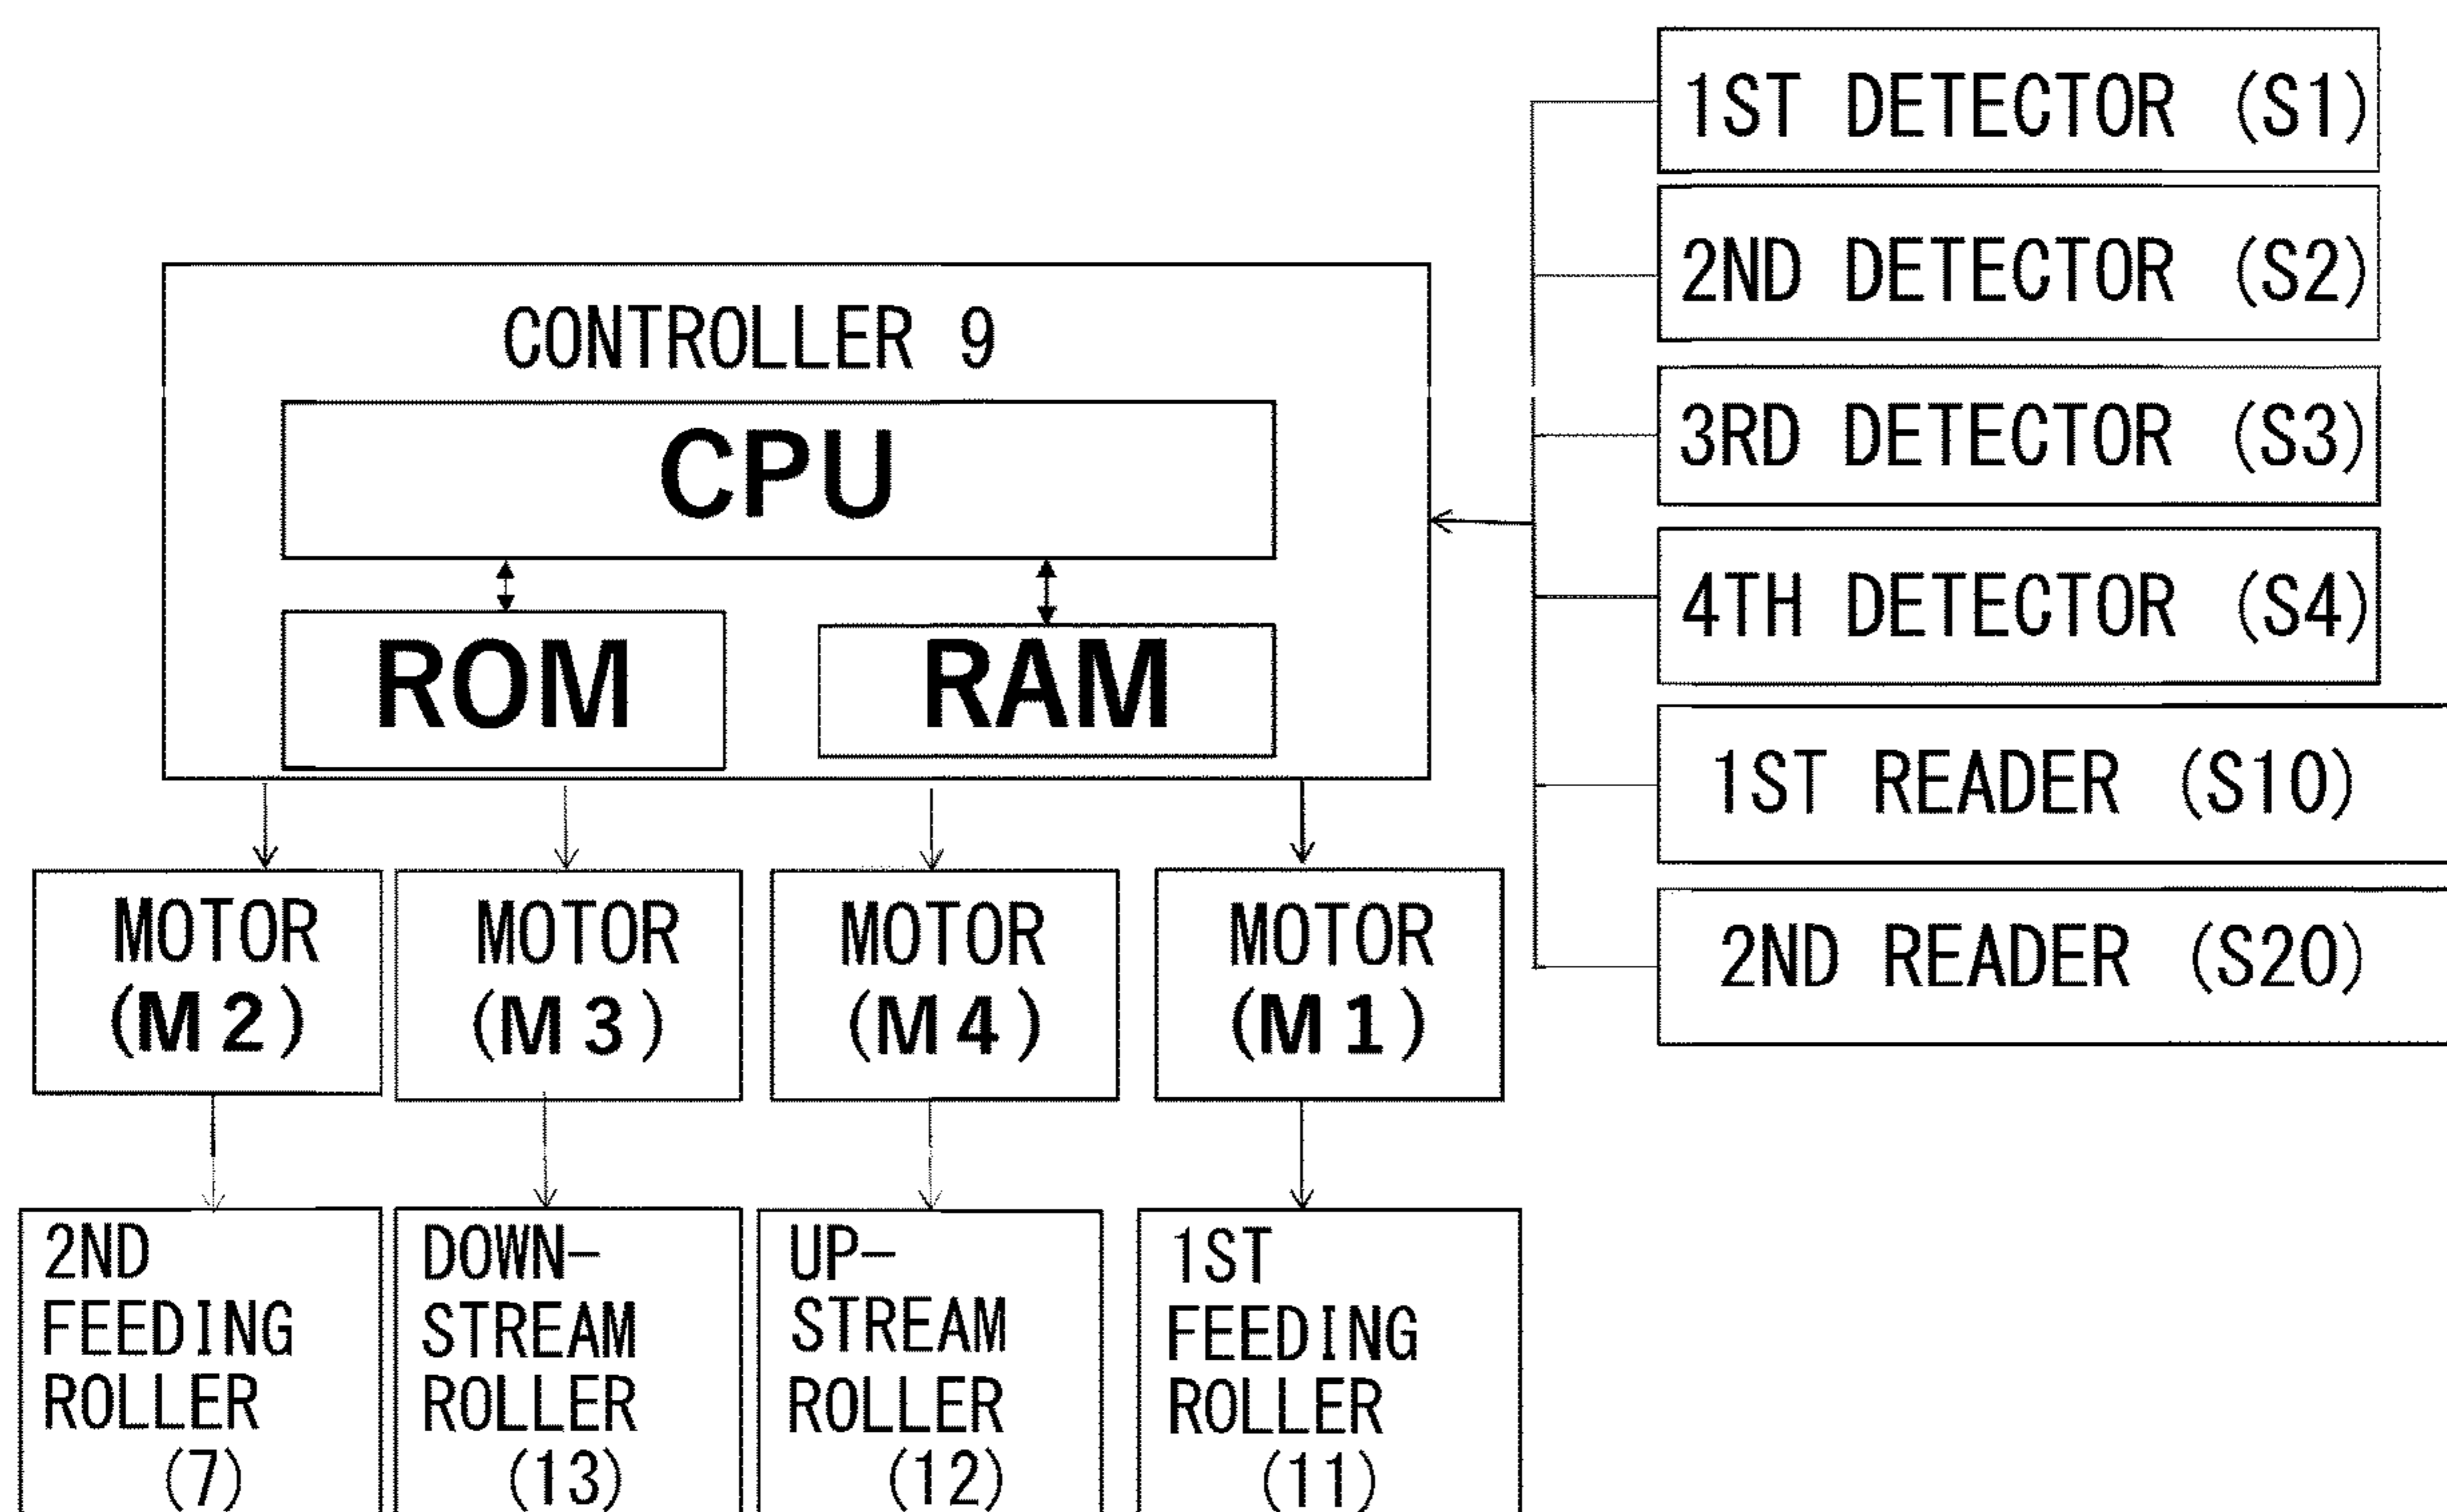 1ST DETECTOR (S1)
2ND DETECTOR (S2)
3RD DETECTOR (S3)
4TH DETECTOR (S4)
1ST READER (S10)
2ND READER (S20)
CONTROLLER 9
CPU
ROM
RAM
MOTOR
(M2)
MOTOR
(M3)
MOTOR
(M4)
MOTOR
(M1)
2ND
FEEDING
ROLLER
(7)
DOWN-
STREAM
ROLLER
(13)
UP-
STREAM
ROLLER
(12)
1ST
FEEDING
ROLLER
(11)